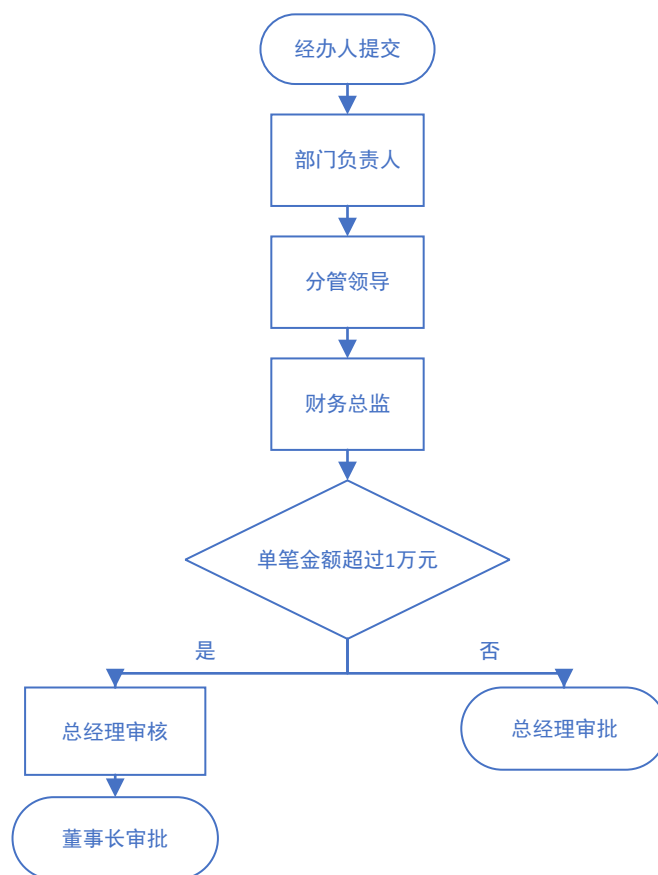 经办人提交
部门负责人
分管领导
财务总监
单笔金额超过1万元
是
否
总经理审核
总经理审批
董事长审批